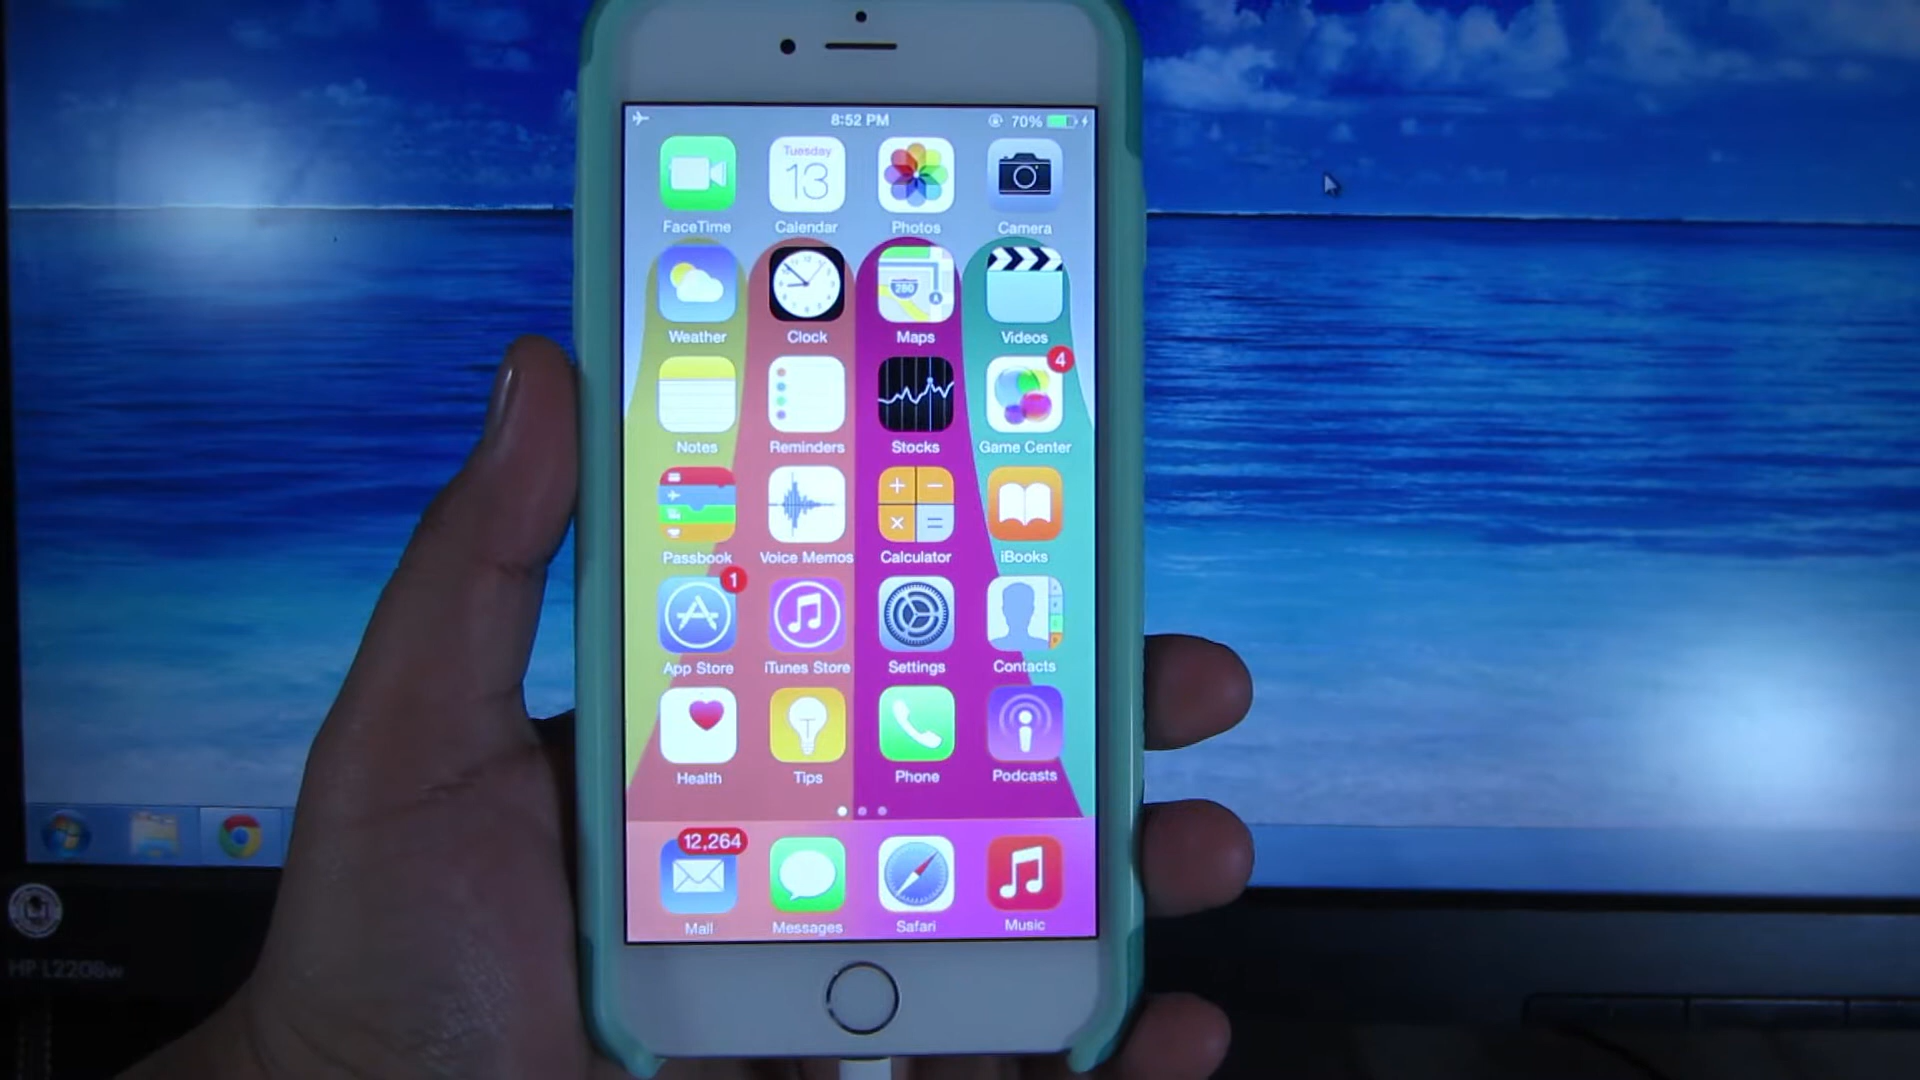 8:52 PM 70%
Tuesday
13
FaceTime Calendar Photos Camera
280
Weather Clock Maps Videos
4
Notes Reminders Stocks Game Center
Passbook Voice Memos Calculator iBooks
1
App Store iTunes Store Settings Contacts
Health Tips Phone Podcasts
12,264
Mail Messages Safari Music
HP L2208w